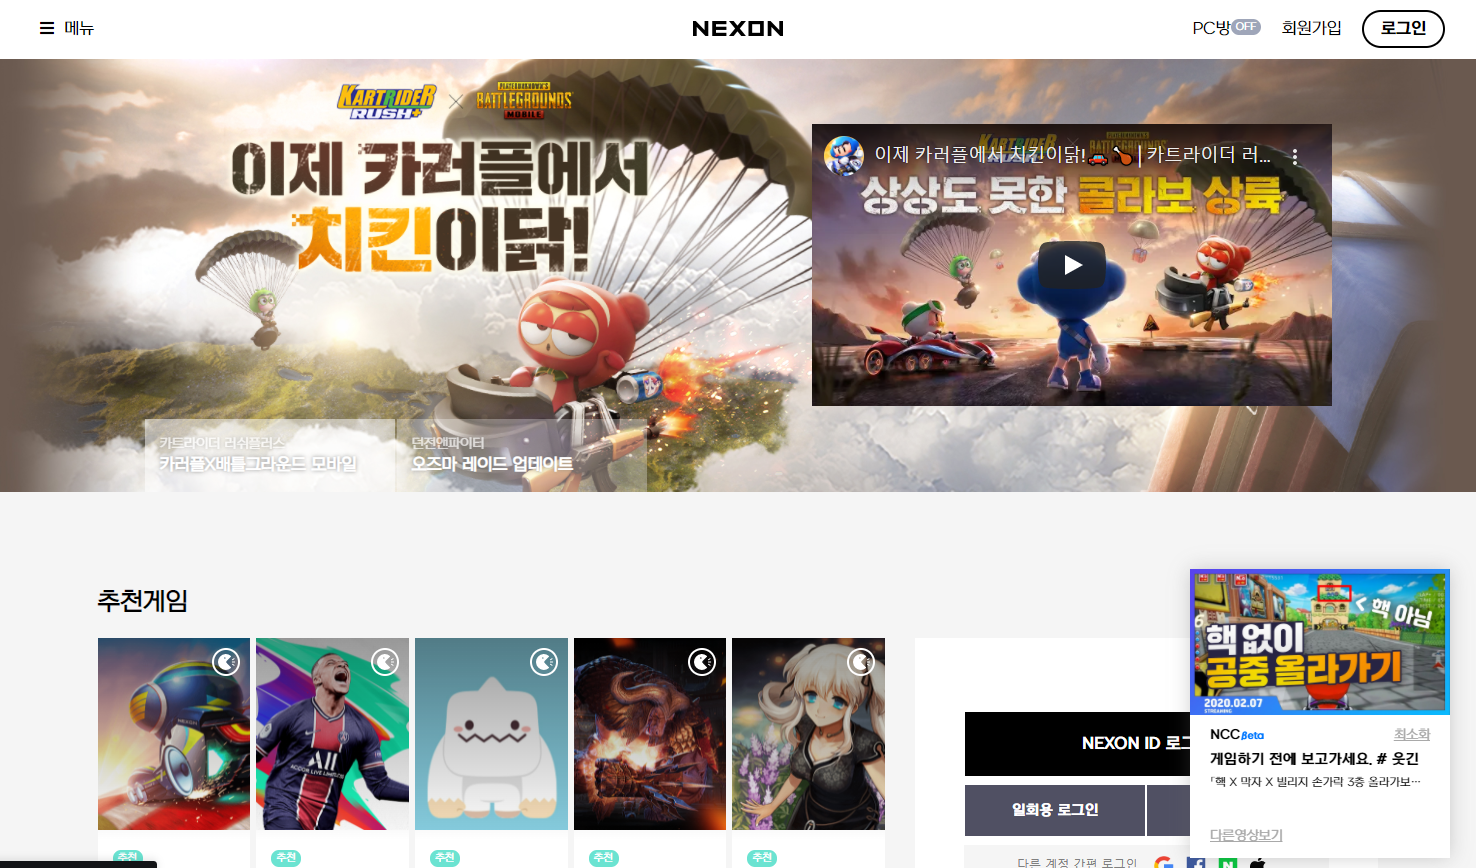 메뉴
NEXON
PC방 OFF
회원가입
로그인
KARTRIDER RUSH+
PLAYERUNKNOWN'S BATTLEGROUNDS MOBILE
이제 카러플에서
치킨이닭!
이제 카러플에서 치킨이닭!🚗🍗 | 카트라이더 러...
상상도 못한 콜라보 상륙
카트라이더 러쉬플러스
카러플X배틀그라운드 모바일
던전앤파이터
오즈마 레이드 업데이트
추천게임
추천
추천
추천
추천
추천
NEXON ID 로그
일회용 로그인
다른 계정 간편 로그인
< 핵 아님
핵 없이
공중 올라가기
2020.02.07
STREAMING
NCC Beta
최소화
게임하기 전에 보고가세요. # 웃긴
「핵 X 막자 X 빌리지 손가락 3층 올라가보…
다른영상보기